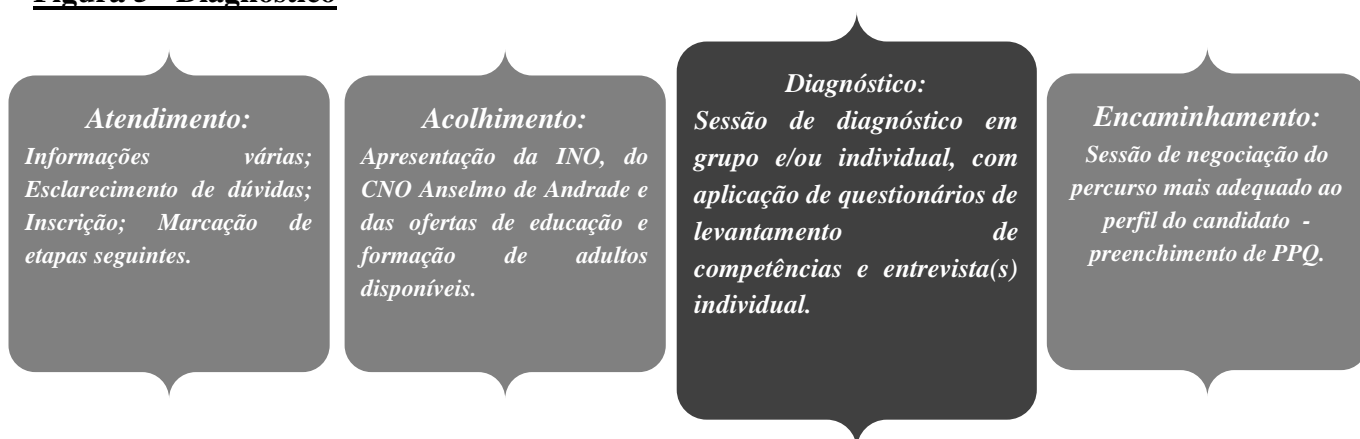 Figura 3 - Diagnóstico
Atendimento:
Informações várias;
Esclarecimento de dúvidas;
Inscrição; Marcação de
etapas seguintes.
Acolhimento:
Apresentação da INO, do
CNO Anselmo de Andrade e
das ofertas de educação e
formação de adultos
disponíveis.
Diagnóstico:
Sessão de diagnóstico em
grupo e/ou individual, com
aplicação de questionários de
levantamento de
competências e entrevista(s)
individual.
Encaminhamento:
Sessão de negociação do
percurso mais adequado ao
perfil do candidato -
preenchimento de PPQ.